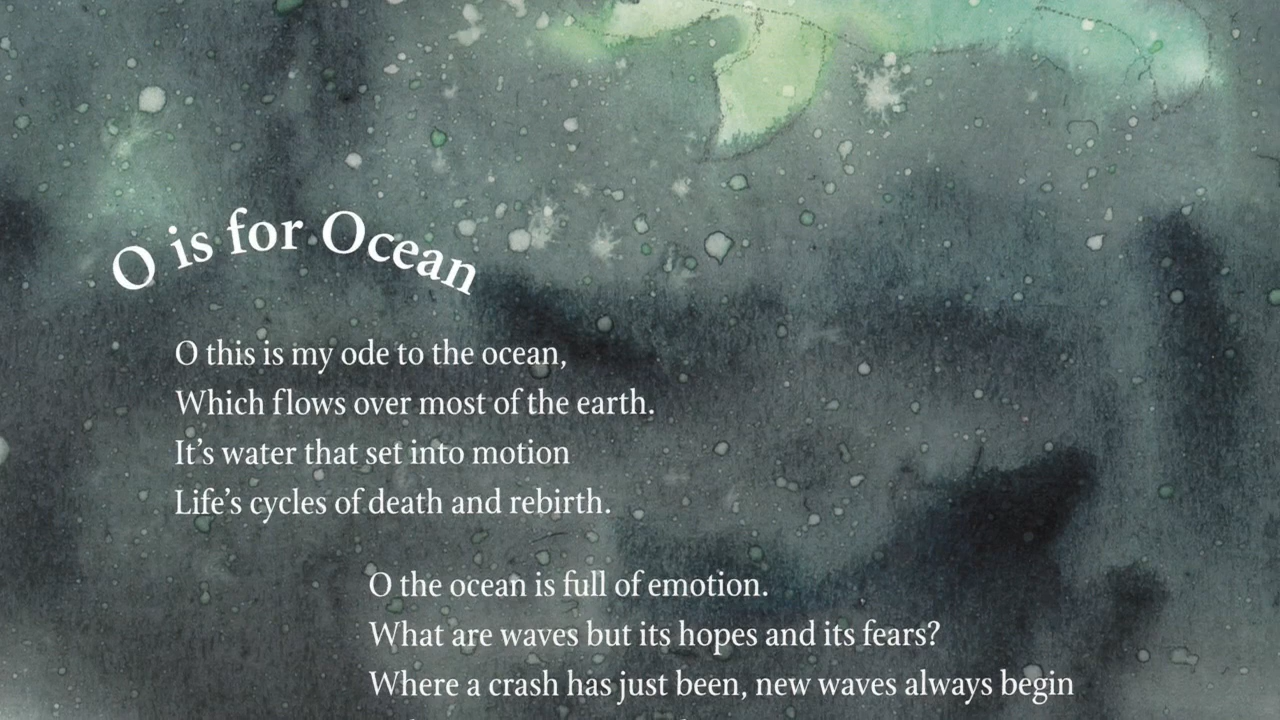 O is for Ocean
O this is my ode to the ocean,
Which flows over most of the earth.
It’s water that set into motion
Life’s cycles of death and rebirth.
O the ocean is full of emotion.
What are waves but its hopes and its fears?
Where a crash has just been, new waves always begin